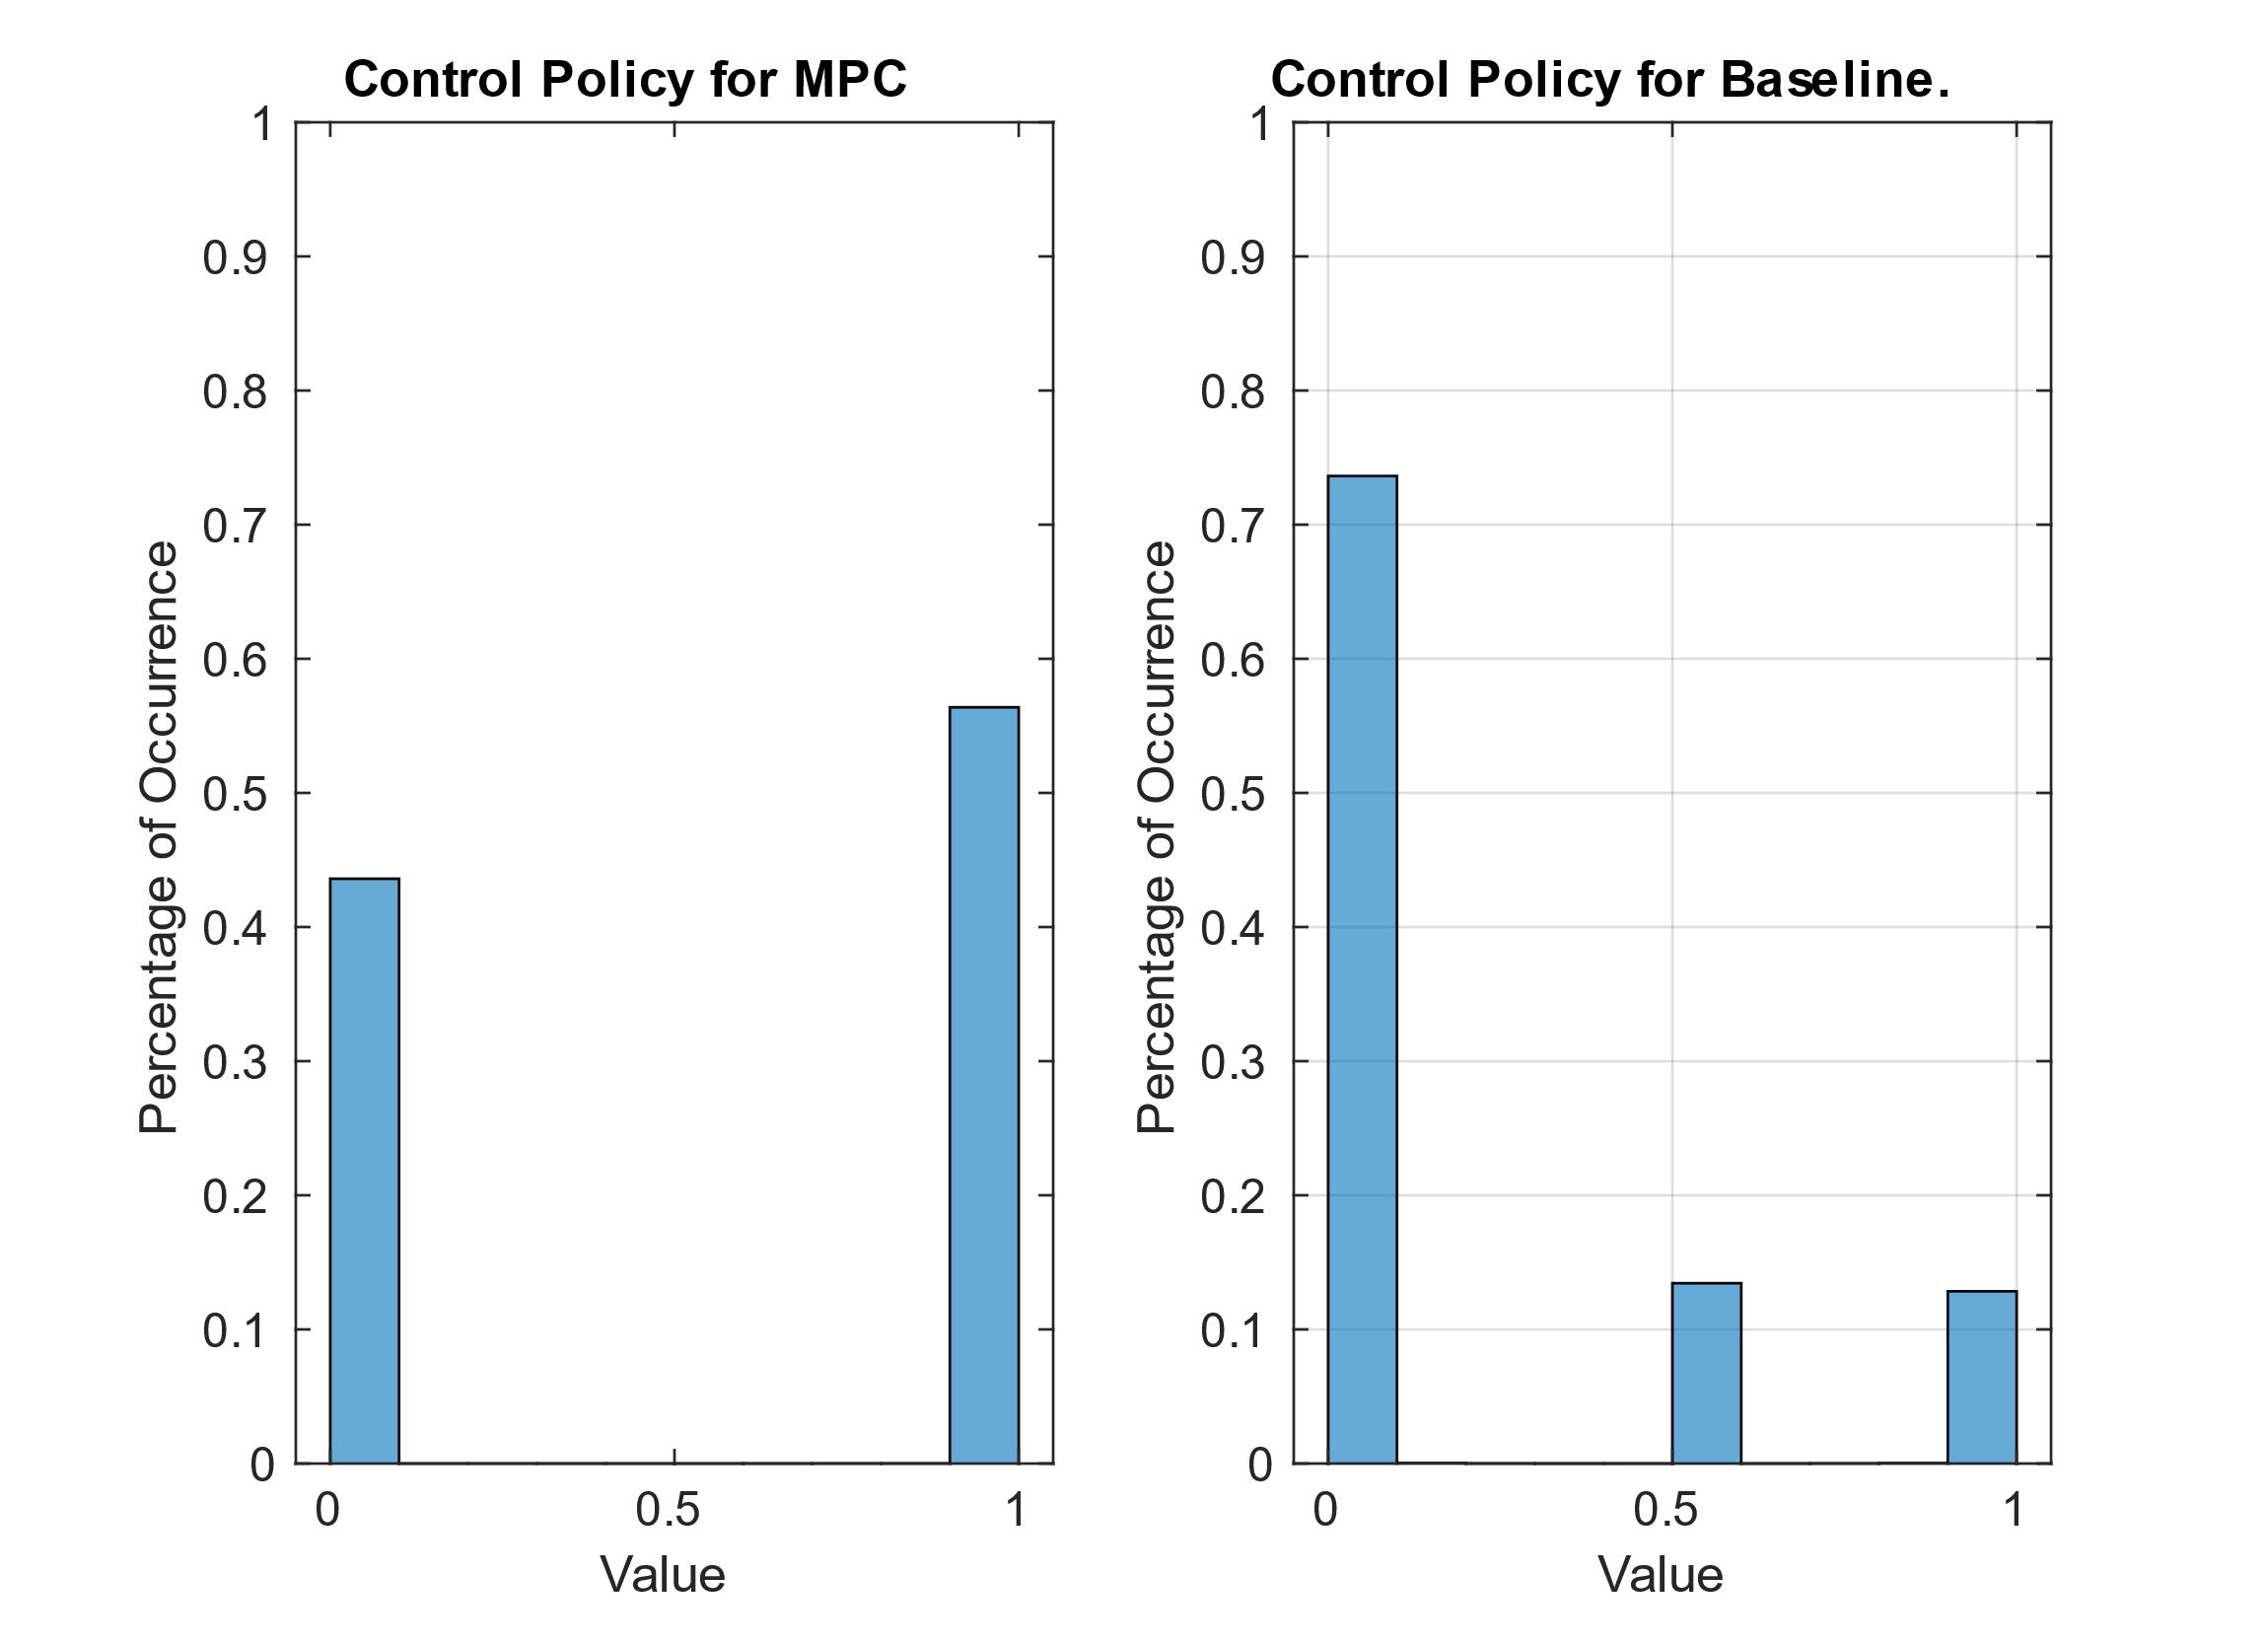 Control Policy for MPC
1
0.9
0.8
0.7
0.6
0.5
0.4
0.3
0.2
0.1
0
Percentage of Occurrence
0 0.5 1
Value
Control Policy for Baseline.
1
0.9
0.8
0.7
0.6
0.5
0.4
0.3
0.2
0.1
0
Percentage of Occurrence
0 0.5 1
Value